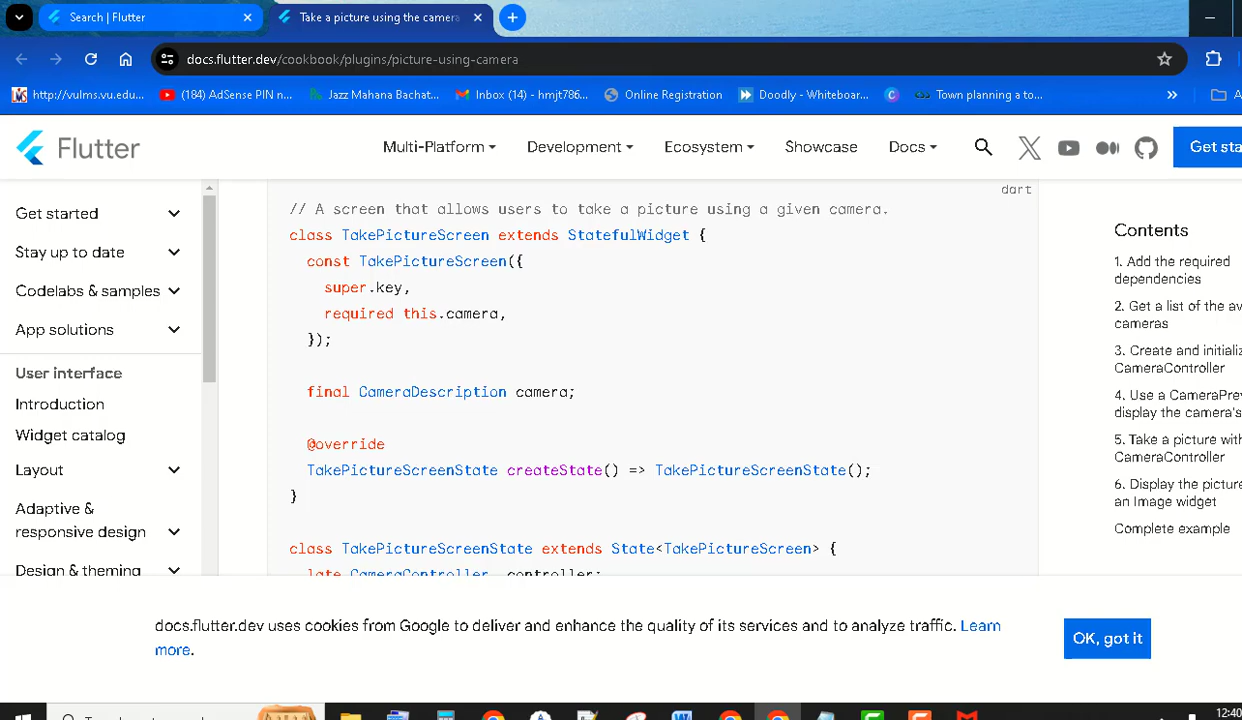 Search | Flutter
Take a picture using the camera
docs.flutter.dev/cookbook/plugins/picture-using-camera
http://vulms.vu.edu...
(184) AdSense PIN n...
Jazz Mahana Bachat...
Inbox (14) - hmjt786...
Online Registration
Doodly - Whiteboar...
Town planning a to...
»
Flutter
Multi-Platform
Development
Ecosystem
Showcase
Docs
Get sta
Get started
Stay up to date
Codelabs & samples
App solutions
User interface
Introduction
Widget catalog
Layout
Adaptive &
responsive design
Design & theming
dart
// A screen that allows users to take a picture using a given camera.
class TakePictureScreen extends StatefulWidget {
const TakePictureScreen({
super.key,
required this.camera,
});
final CameraDescription camera;
@override
TakePictureScreenState createState() => TakePictureScreenState();
}
class TakePictureScreenState extends State<TakePictureScreen> {
late CameraController _controller;
Contents
1. Add the required
dependencies
2. Get a list of the av
cameras
3. Create and initializ
CameraController
4. Use a CameraPrev
display the camera's
5. Take a picture with
CameraController
6. Display the picture
an Image widget
Complete example
docs.flutter.dev uses cookies from Google to deliver and enhance the quality of its services and to analyze traffic. Learn
more.
OK, got it
12:40